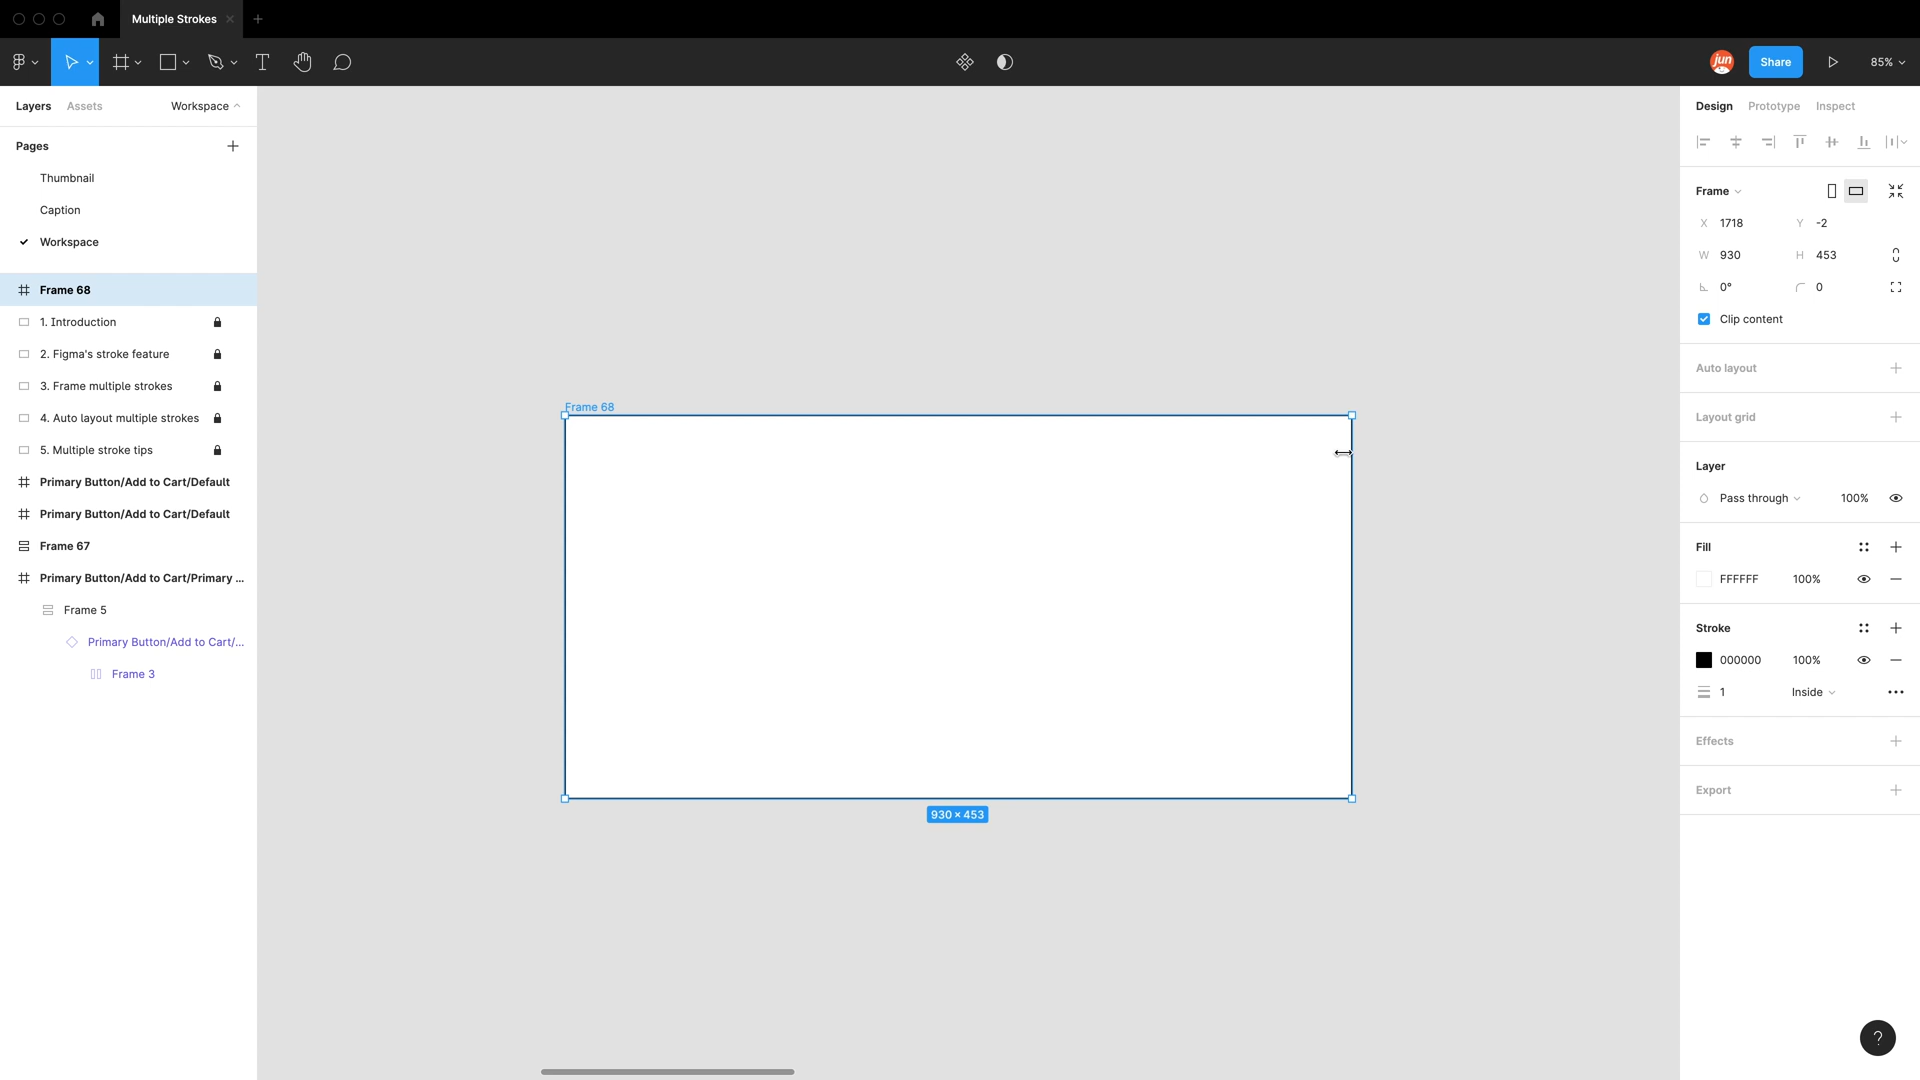 Multiple Strokes
jun
Share
85%
Layers
Assets
Workspace
Pages
Thumbnail
Caption
Workspace
Frame 68
1. Introduction
2. Figma's stroke feature
3. Frame multiple strokes
4. Auto layout multiple strokes
5. Multiple stroke tips
Primary Button/Add to Cart/Default
Primary Button/Add to Cart/Default
Frame 67
Primary Button/Add to Cart/Primary ...
Frame 5
Primary Button/Add to Cart/...
Frame 3
Frame 68
930 × 453
Design
Prototype
Inspect
Frame
X 1718 Y -2
W 930 H 453
0° 0
Clip content
Auto layout
Layout grid
Layer
Pass through 100%
Fill
FFFFFF 100%
Stroke
000000 100%
1 Inside
Effects
Export
?